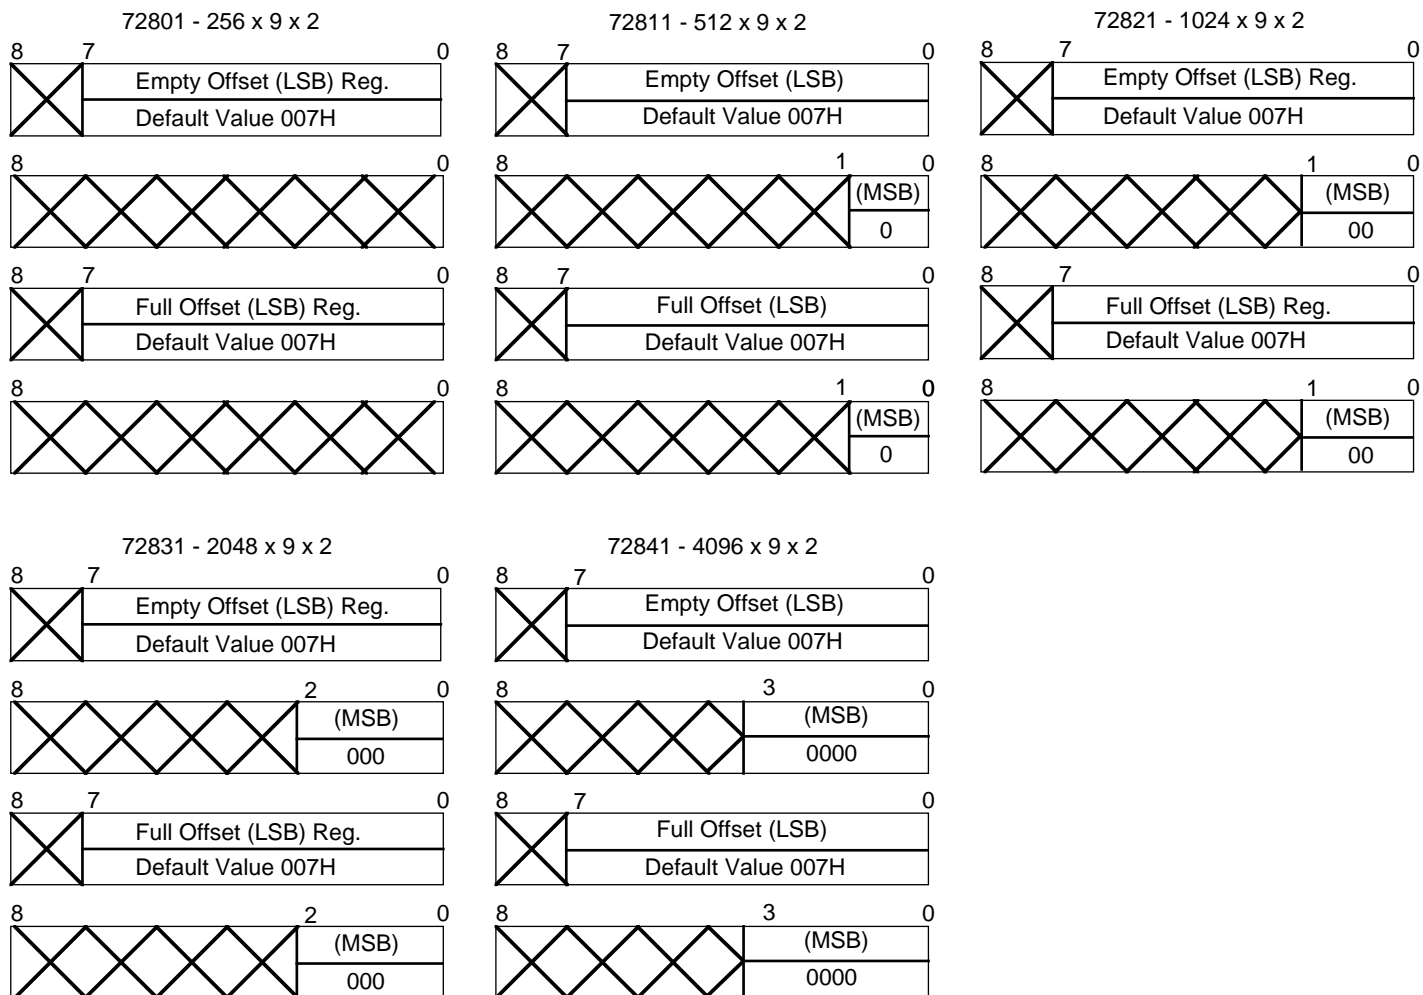 72801 - 256 x 9 x 2
8 7 0
Empty Offset (LSB) Reg.
Default Value 007H
8 0
8 7 0
Full Offset (LSB) Reg.
Default Value 007H
8 0
72811 - 512 x 9 x 2
8 7 0
Empty Offset (LSB)
Default Value 007H
8 1 0
(MSB)
0
8 7 0
Full Offset (LSB)
Default Value 007H
8 1 0
(MSB)
0
72821 - 1024 x 9 x 2
8 7 0
Empty Offset (LSB) Reg.
Default Value 007H
8 1 0
(MSB)
00
8 7 0
Full Offset (LSB) Reg.
Default Value 007H
8 1 0
(MSB)
00
72831 - 2048 x 9 x 2
8 7 0
Empty Offset (LSB) Reg.
Default Value 007H
8 2 0
(MSB)
000
8 7 0
Full Offset (LSB) Reg.
Default Value 007H
8 2 0
(MSB)
000
72841 - 4096 x 9 x 2
8 7 0
Empty Offset (LSB)
Default Value 007H
8 3 0
(MSB)
0000
8 7 0
Full Offset (LSB)
Default Value 007H
8 3 0
(MSB)
0000